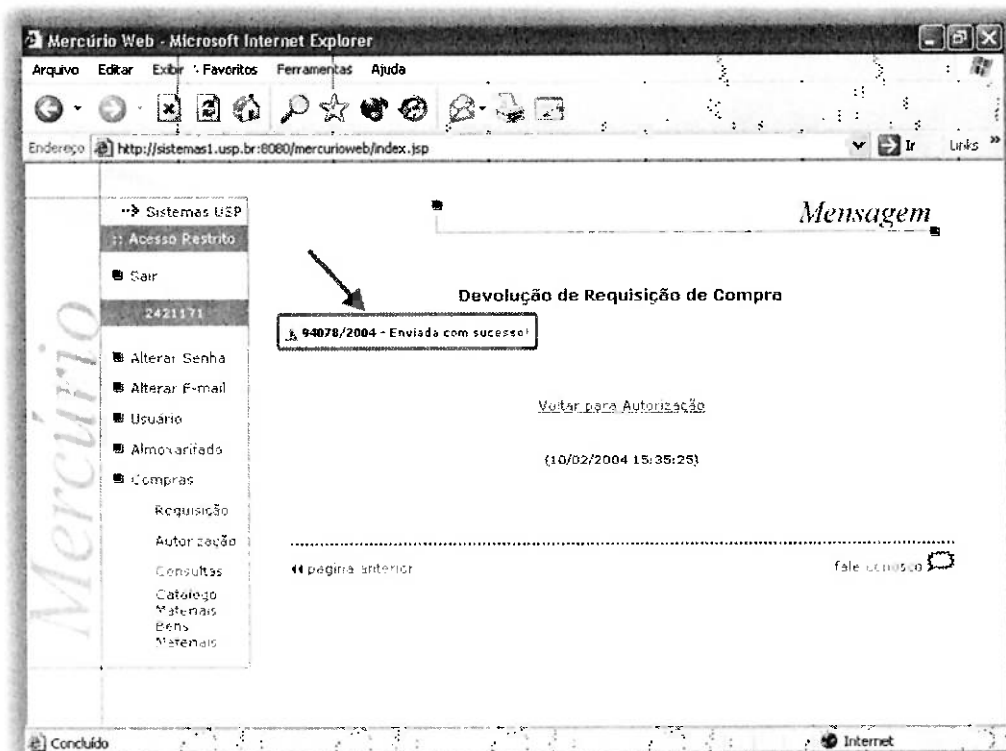 Mercúrio Web - Microsoft Internet Explorer
Arquivo Editar Exibir Favoritos Ferramentas Ajuda
Endereço http://sistemas1.usp.br:8080/mercurioweb/index.jsp Ir Links »
Mercúrio
Sistemas USP
:: Acesso Restrito
Sair
2421171
Alterar Senha
Alterar E-mail
Usuário
Almoxarifado
Compras
Requisição
Autorização
Consultas
Catálogo
Materiais
Bens
Materiais
Mensagem
Devolução de Requisição de Compra
94078/2004 - Enviada com sucesso!
Voltar para Autorização
(10/02/2004 15:35:25)
página anterior
fale conosco
Concluído Internet